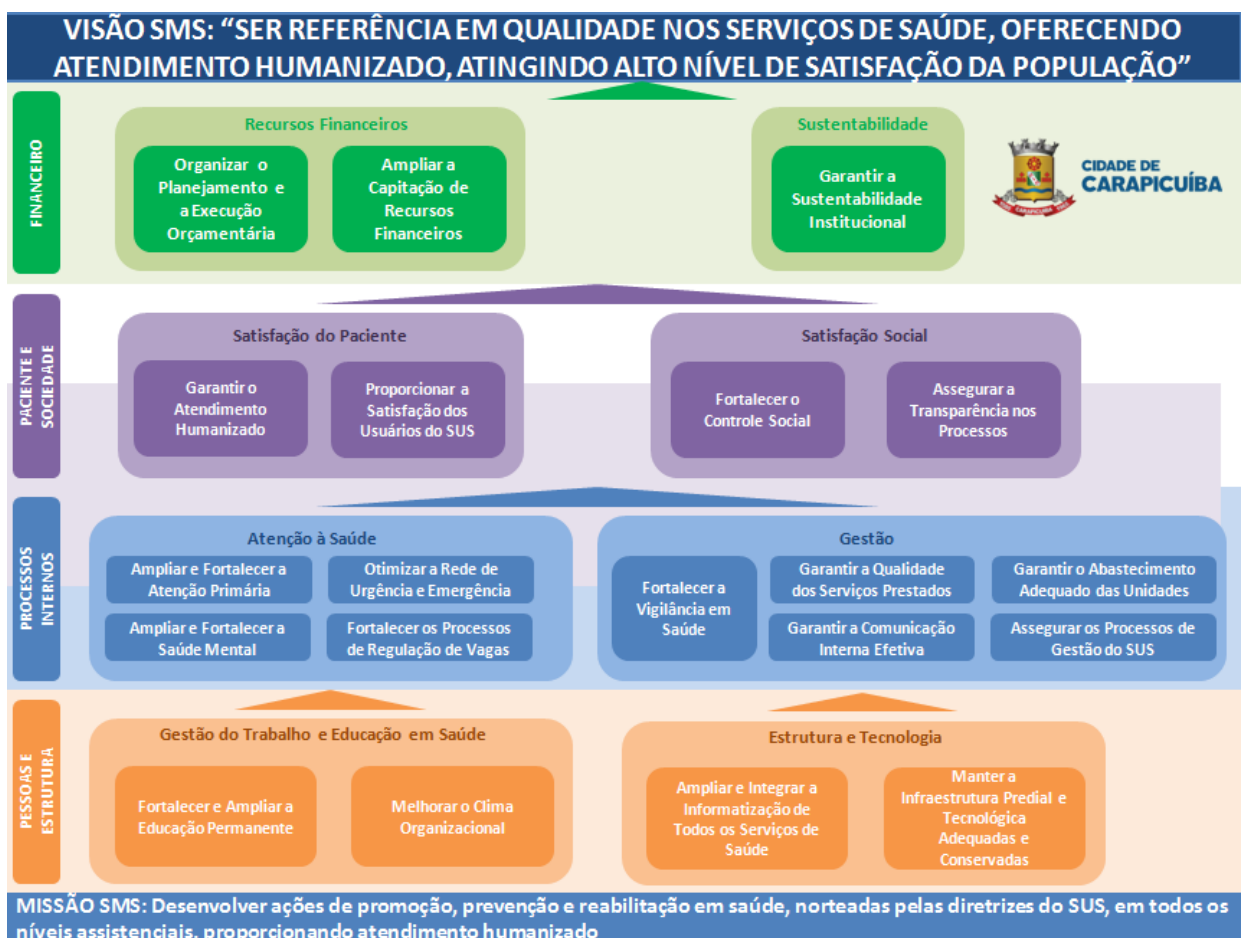 VISÃO SMS: “SER REFERÊNCIA EM QUALIDADE NOS SERVIÇOS DE SAÚDE, OFERECENDO
ATENDIMENTO HUMANIZADO, ATINGINDO ALTO NÍVEL DE SATISFAÇÃO DA POPULAÇÃO”
FINANCEIRO
Recursos Financeiros
Organizar o
Planejamento e
a Execução
Orçamentária
Ampliar a
Capitação de
Recursos
Financeiros
Sustentabilidade
Garantir a
Sustentabilidade
Institucional
CIDADE DE
CARAPICUÍBA
PACIENTE E
SOCIEDADE
Satisfação do Paciente
Garantir o
Atendimento
Humanizado
Proporcionar a
Satisfação dos
Usuários do SUS
Satisfação Social
Fortalecer o
Controle Social
Assegurar a
Transparência nos
Processos
PROCESSOS
INTERNOS
Atenção à Saúde
Ampliar e Fortalecer a
Atenção Primária
Otimizar a Rede de
Urgência e Emergência
Ampliar e Fortalecer a
Saúde Mental
Fortalecer os Processos
de Regulação de Vagas
Gestão
Fortalecer a
Vigilância em
Saúde
Garantir a Qualidade
dos Serviços Prestados
Garantir o Abastecimento
Adequado das Unidades
Garantir a Comunicação
Interna Efetiva
Assegurar os Processos de
Gestão do SUS
PESSOAS E
ESTRUTURA
Gestão do Trabalho e Educação em Saúde
Fortalecer e Ampliar a
Educação Permanente
Melhorar o Clima
Organizacional
Estrutura e Tecnologia
Ampliar e Integrar a
Informatização de
Todos os Serviços de
Saúde
Manter a
Infraestrutura Predial e
Tecnológica
Adequadas e
Conservadas
MISSÃO SMS: Desenvolver ações de promoção, prevenção e reabilitação em saúde, norteadas pelas diretrizes do SUS, em todos os
níveis assistenciais, proporcionando atendimento humanizado